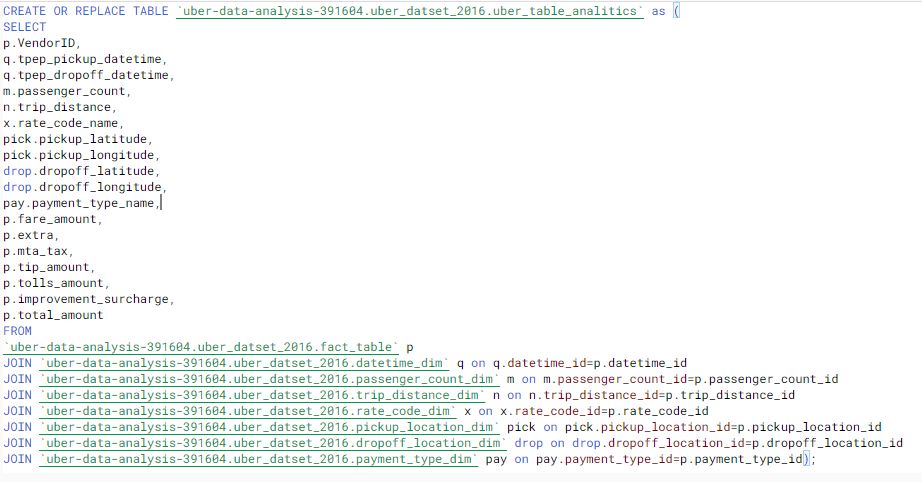 CREATE OR REPLACE TABLE `uber-data-analysis-391604.uber_datset_2016.uber_table_analitics` as (
SELECT
p.VendorID,
q.tpep_pickup_datetime,
q.tpep_dropoff_datetime,
m.passenger_count,
n.trip_distance,
x.rate_code_name,
pick.pickup_latitude,
pick.pickup_longitude,
drop.dropoff_latitude,
drop.dropoff_longitude,
pay.payment_type_name,
p.fare_amount,
p.extra,
p.mta_tax,
p.tip_amount,
p.tolls_amount,
p.improvement_surcharge,
p.total_amount
FROM
`uber-data-analysis-391604.uber_datset_2016.fact_table` p
JOIN `uber-data-analysis-391604.uber_datset_2016.datetime_dim` q on q.datetime_id=p.datetime_id
JOIN `uber-data-analysis-391604.uber_datset_2016.passenger_count_dim` m on m.passenger_count_id=p.passenger_count_id
JOIN `uber-data-analysis-391604.uber_datset_2016.trip_distance_dim` n on n.trip_distance_id=p.trip_distance_id
JOIN `uber-data-analysis-391604.uber_datset_2016.rate_code_dim` x on x.rate_code_id=p.rate_code_id
JOIN `uber-data-analysis-391604.uber_datset_2016.pickup_location_dim` pick on pick.pickup_location_id=p.pickup_location_id
JOIN `uber-data-analysis-391604.uber_datset_2016.dropoff_location_dim` drop on drop.dropoff_location_id=p.dropoff_location_id
JOIN `uber-data-analysis-391604.uber_datset_2016.payment_type_dim` pay on pay.payment_type_id=p.payment_type_id);